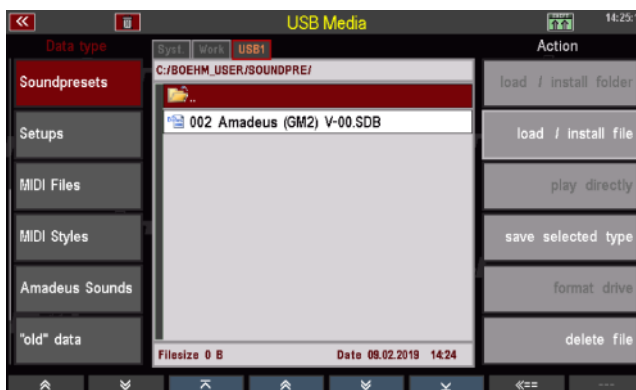 USB Media
14:25:
Data type
Syst. Work USB1
Action
C:/BOEHM_USER/SOUNDPRE/
Soundpresets
..
load / install folder
002 Amadeus (GM2) V-00.SDB
Setups
load / install file
MIDI Files
play directly
MIDI Styles
save selected type
Amadeus Sounds
format drive
"old" data
delete file
Filesize 0 B
Date 09.02.2019 14:24
«==
---